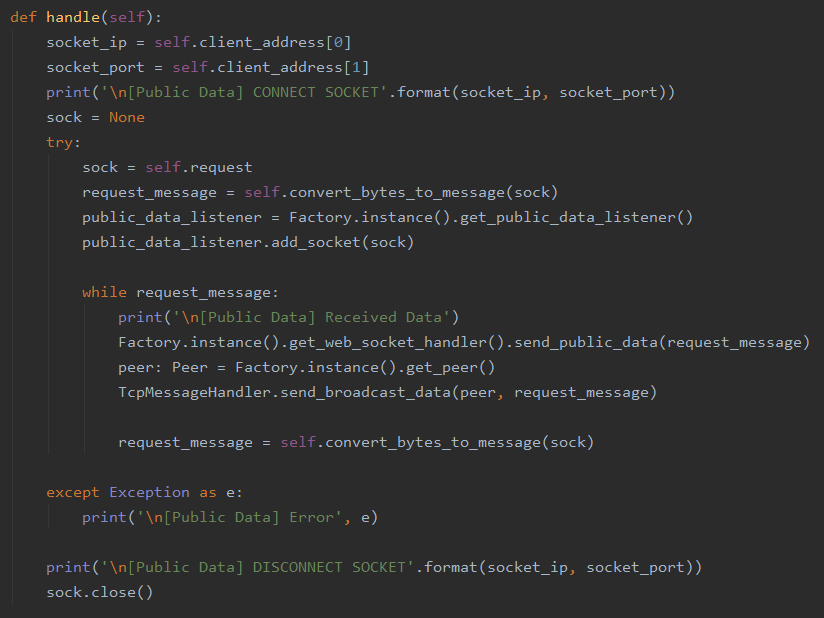 def handle(self):
    socket_ip = self.client_address[0]
    socket_port = self.client_address[1]
    print('\n[Public Data] CONNECT SOCKET'.format(socket_ip, socket_port))
    sock = None
    try:
        sock = self.request
        request_message = self.convert_bytes_to_message(sock)
        public_data_listener = Factory.instance().get_public_data_listener()
        public_data_listener.add_socket(sock)

        while request_message:
            print('\n[Public Data] Received Data')
            Factory.instance().get_web_socket_handler().send_public_data(request_message)
            peer: Peer = Factory.instance().get_peer()
            TcpMessageHandler.send_broadcast_data(peer, request_message)

            request_message = self.convert_bytes_to_message(sock)

    except Exception as e:
        print('\n[Public Data] Error', e)

    print('\n[Public Data] DISCONNECT SOCKET'.format(socket_ip, socket_port))
    sock.close()